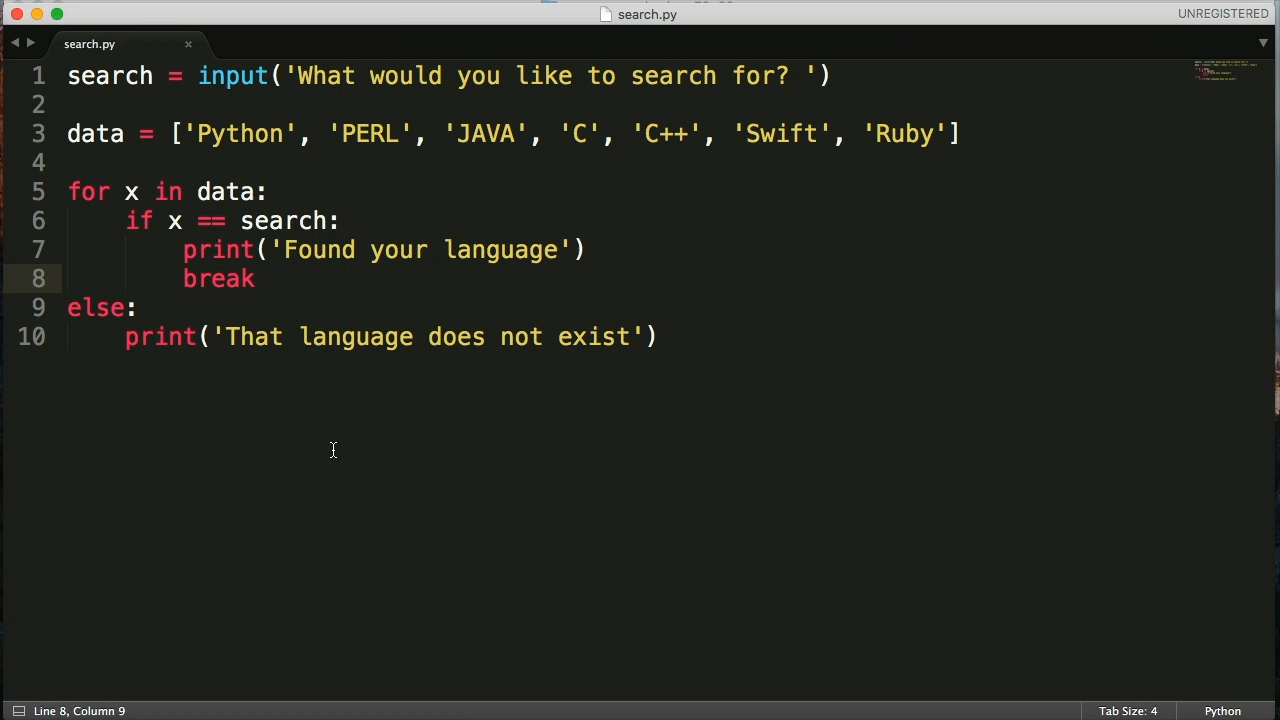 search.py
UNREGISTERED
search.py
1 search = input('What would you like to search for? ')
2
3 data = ['Python', 'PERL', 'JAVA', 'C', 'C++', 'Swift', 'Ruby']
4
5 for x in data:
6     if x == search:
7         print('Found your language')
8         break
9 else:
10     print('That language does not exist')
Line 8, Column 9
Tab Size: 4
Python